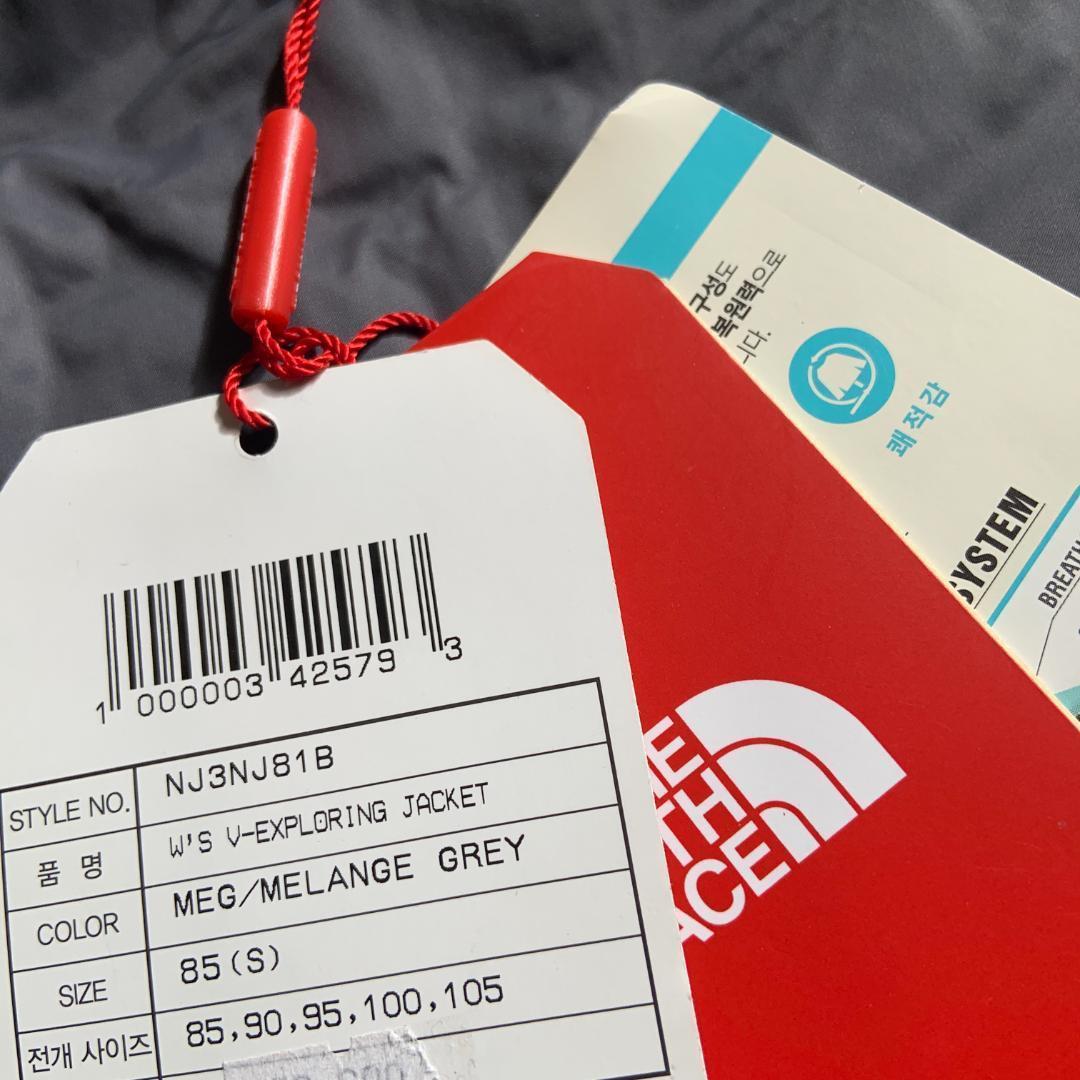 1 000003 42579 3
STYLE NO. NJ3NJ81B
품 명 W'S V-EXPLORING JACKET
COLOR MEG/MELANGE GREY
SIZE 85(S)
전개 사이즈 85,90,95,100,105
THE
ACE
구성도
복원력으로
니다.
쾌적감
SYSTEM
BREATH